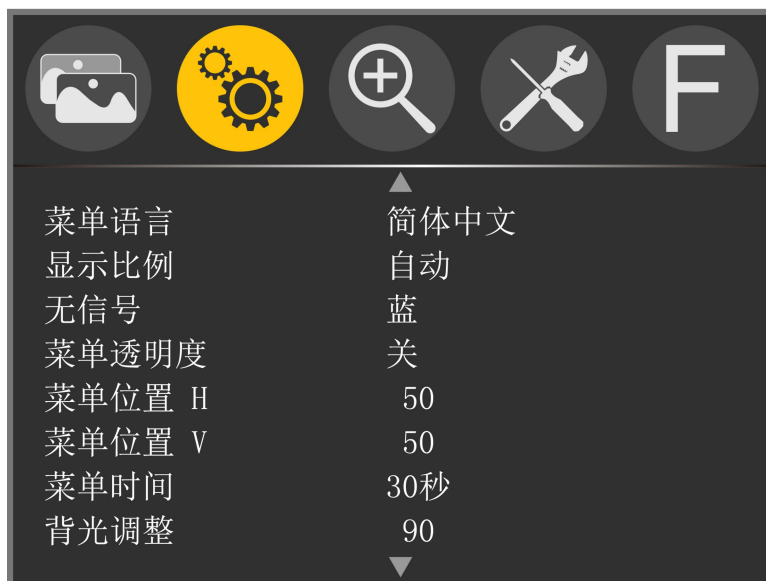 F
菜单语言 简体中文
显示比例 自动
无信号 蓝
菜单透明度 关
菜单位置 H 50
菜单位置 V 50
菜单时间 30秒
背光调整 90